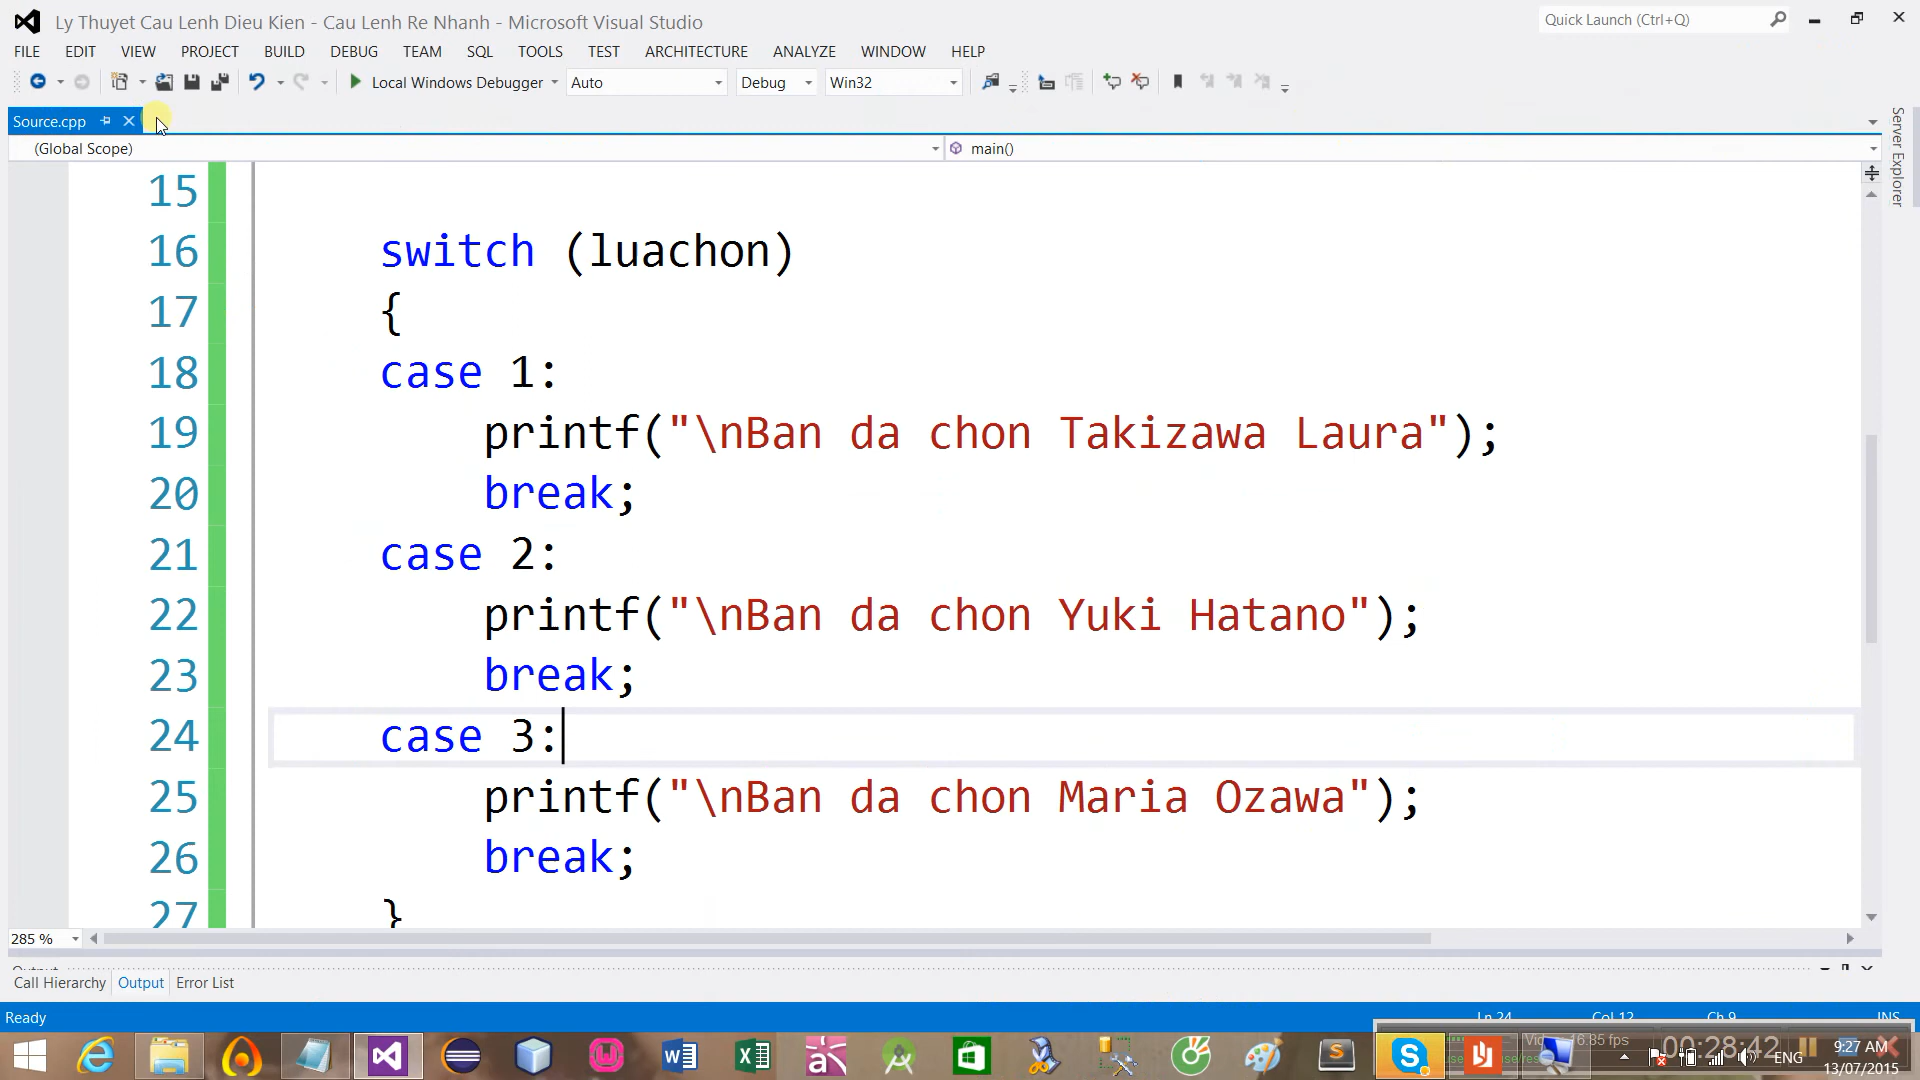 Ly Thuyet Cau Lenh Dieu Kien - Cau Lenh Re Nhanh - Microsoft Visual Studio
Quick Launch (Ctrl+Q)
FILE EDIT VIEW PROJECT BUILD DEBUG TEAM SQL TOOLS TEST ARCHITECTURE ANALYZE WINDOW HELP
Local Windows Debugger Auto Debug Win32
Source.cpp
Server Explorer
(Global Scope) main()
15
16 switch (luachon)
17 {
18 case 1:
19 printf("\nBan da chon Takizawa Laura");
20 break;
21 case 2:
22 printf("\nBan da chon Yuki Hatano");
23 break;
24 case 3:
25 printf("\nBan da chon Maria Ozawa");
26 break;
27 }
285 %
Output
Call Hierarchy Output Error List
Ready Ln 24 Col 12 Ch 9 INS
00:28:42
ENG
9:27 AM
13/07/2015